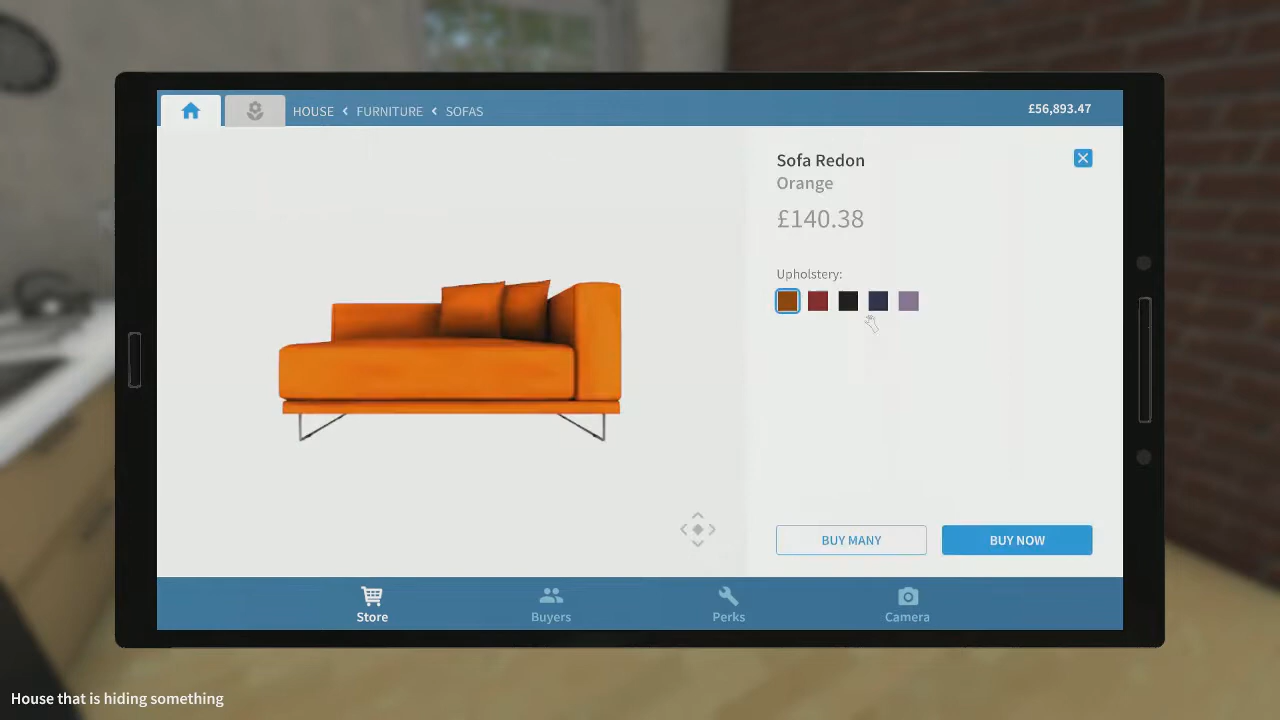 HOUSE < FURNITURE < SOFAS
£56,893.47
Sofa Redon
Orange
£140.38
Upholstery:
BUY MANY
BUY NOW
Store
Buyers
Perks
Camera
House that is hiding something